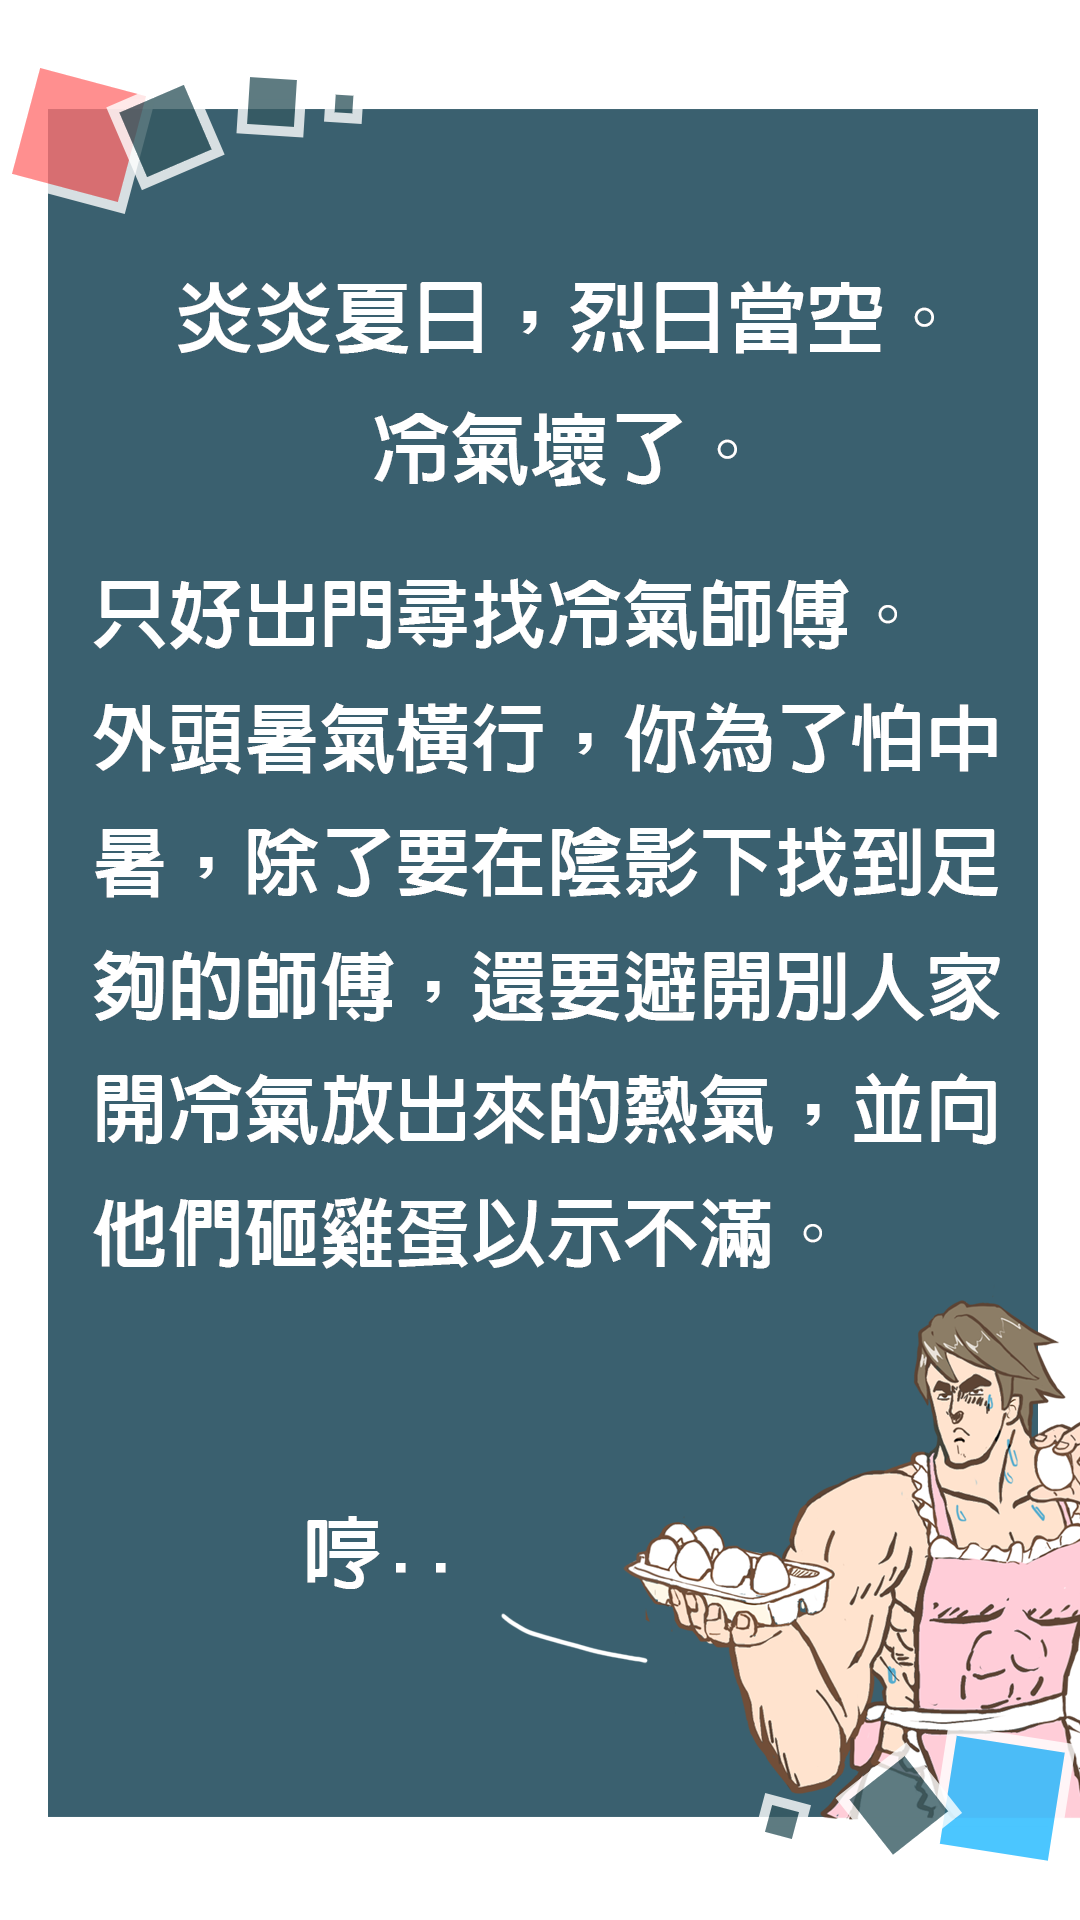 炎炎夏日，烈日當空。
冷氣壞了。
只好出門尋找冷氣師傅。
外頭暑氣橫行，你為了怕中
暑，除了要在陰影下找到足
夠的師傅，還要避開別人家
開冷氣放出來的熱氣，並向
他們砸雞蛋以示不滿。
哼..